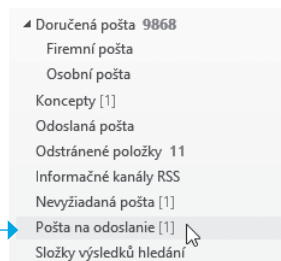 Doručená pošta 9868
Firemní pošta
Osobní pošta
Koncepty [1]
Odoslaná pošta
Odstránené položky 11
Informačné kanály RSS
Nevyžiadaná pošta [1]
Pošta na odoslanie [1]
Složky výsledků hledání